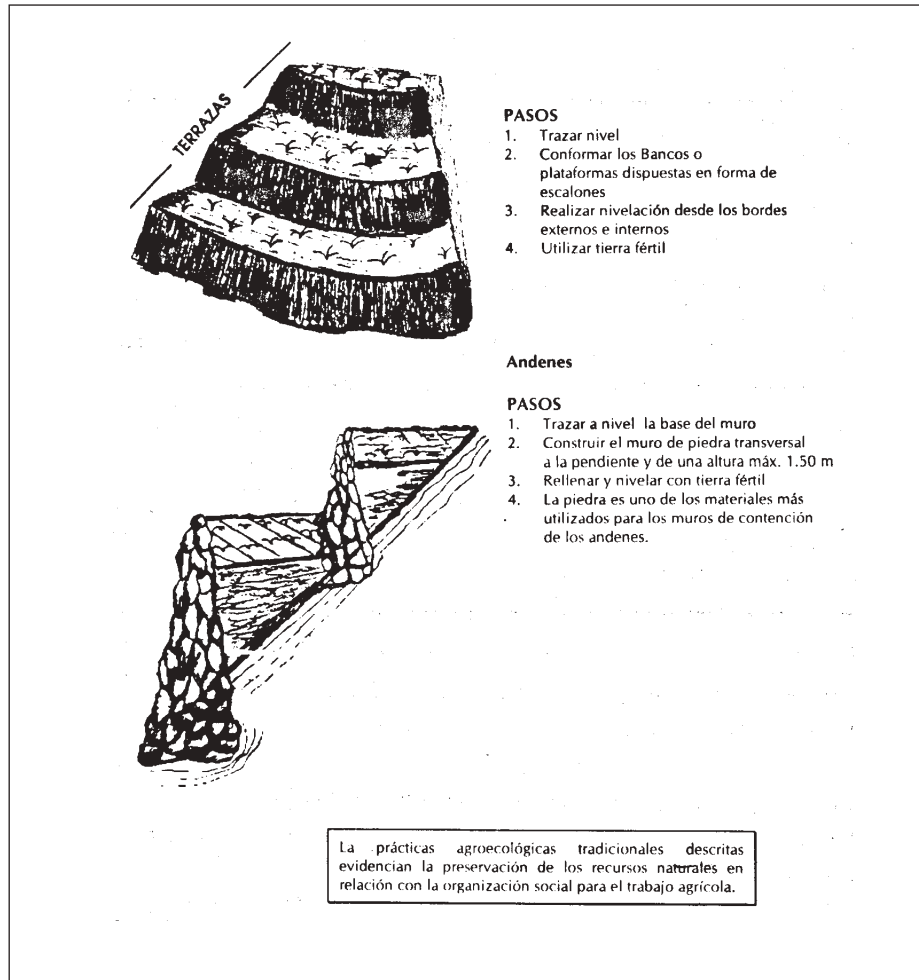 TERRAZAS
PASOS
1. Trazar nivel
2. Conformar los Bancos o
plataformas dispuestas en forma de
escalones
3. Realizar nivelación desde los bordes
externos e internos
4. Utilizar tierra fértil
Andenes
PASOS
1. Trazar a nivel la base del muro
2. Construir el muro de piedra transversal
a la pendiente y de una altura máx. 1.50 m
3. Rellenar y nivelar con tierra fértil
4. La piedra es uno de los materiales más
utilizados para los muros de contención
de los andenes.
La prácticas agroecológicas tradicionales descritas
evidencian la preservación de los recursos naturales en
relación con la organización social para el trabajo agrícola.